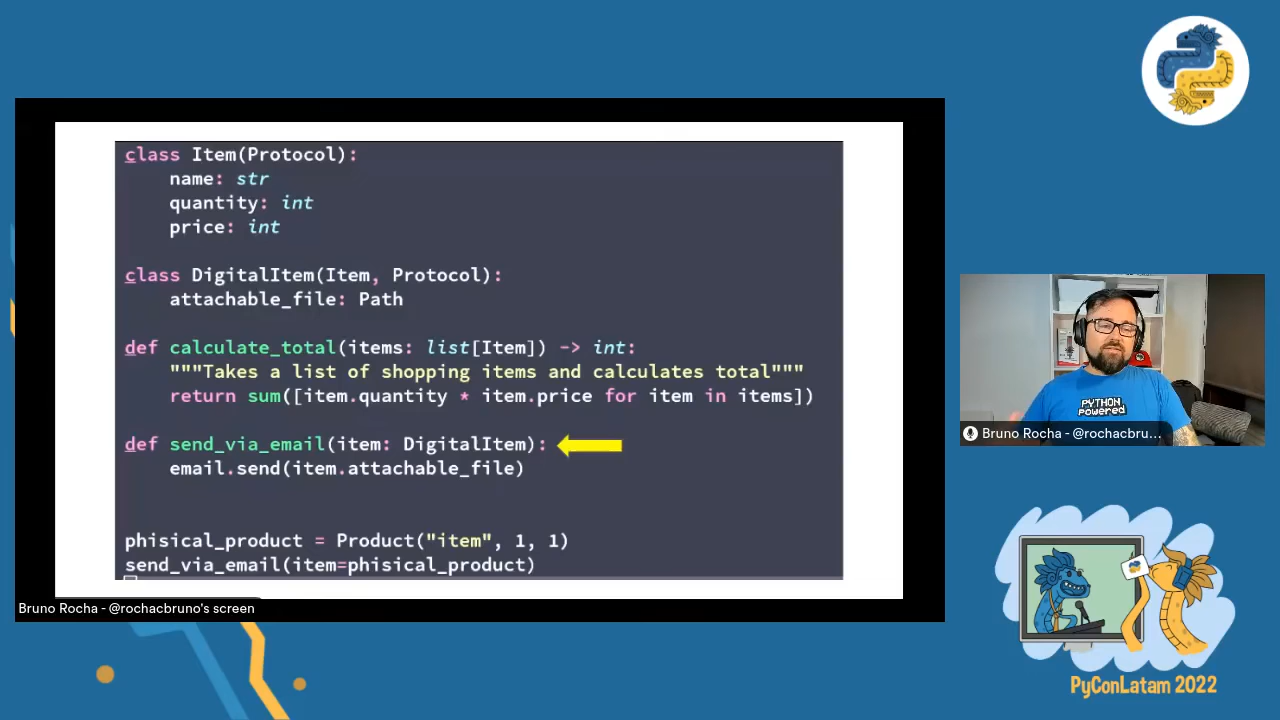 class Item(Protocol):
    name: str
    quantity: int
    price: int
class DigitalItem(Item, Protocol):
    attachable_file: Path
def calculate_total(items: list[Item]) -> int:
    """Takes a list of shopping items and calculates total"""
    return sum([item.quantity * item.price for item in items])
def send_via_email(item: DigitalItem):
    email.send(item.attachable_file)
phisical_product = Product("item", 1, 1)
send_via_email(item=phisical_product)
Bruno Rocha - @rochacbruno's screen
PYTHON
POWERED
Bruno Rocha - @rochacbru...
PyConLatam 2022